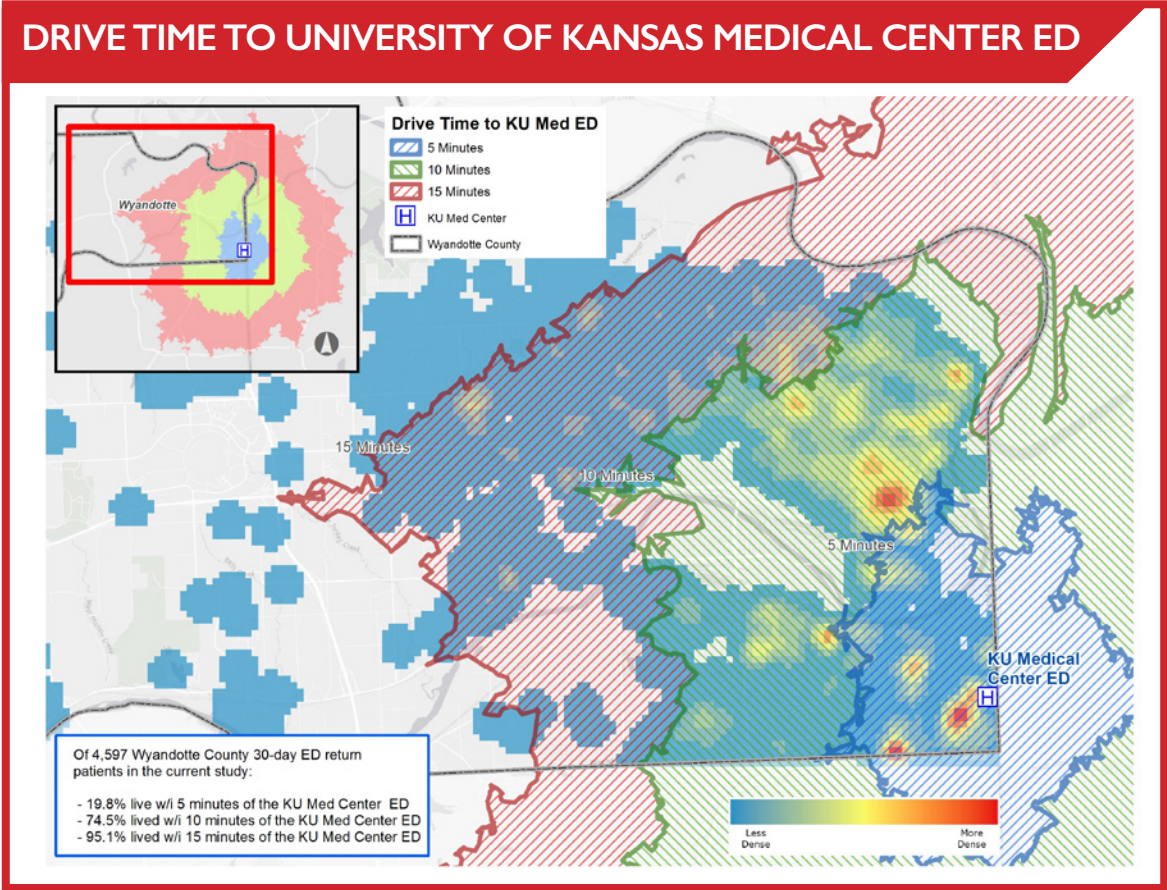 DRIVE TIME TO UNIVERSITY OF KANSAS MEDICAL CENTER ED
Wyandotte
H
Drive Time to KU Med ED
5 Minutes
10 Minutes
15 Minutes
H KU Med Center
Wyandotte County
15 Minutes
10 Minutes
5 Minutes
KU Medical
Center ED
H
Of 4,597 Wyandotte County 30-day ED return
patients in the current study:
- 19.8% live w/i 5 minutes of the KU Med Center ED
- 74.5% lived w/i 10 minutes of the KU Med Center ED
- 95.1% lived w/i 15 minutes of the KU Med Center ED
Less
Dense
More
Dense